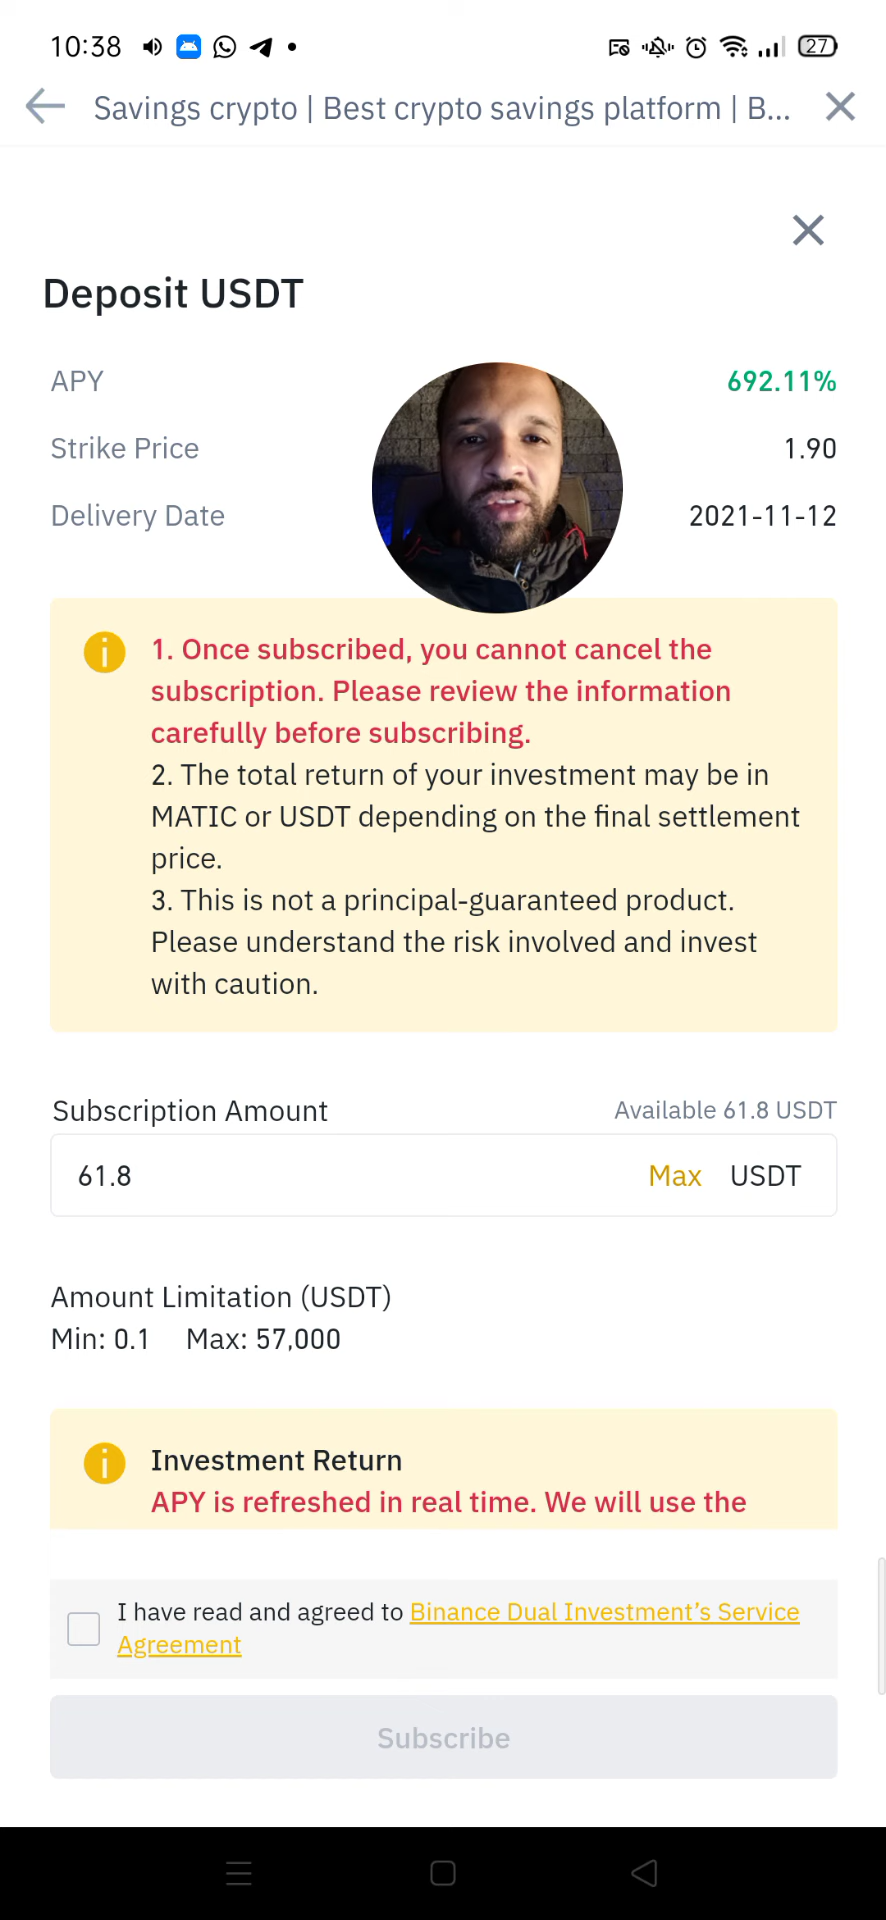 10:38
27
Savings crypto | Best crypto savings platform | B...
Deposit USDT
APY 692.11%
Strike Price 1.90
Delivery Date 2021-11-12
1. Once subscribed, you cannot cancel the
subscription. Please review the information
carefully before subscribing.
2. The total return of your investment may be in
MATIC or USDT depending on the final settlement
price.
3. This is not a principal-guaranteed product.
Please understand the risk involved and invest
with caution.
Subscription Amount Available 61.8 USDT
61.8 Max USDT
Amount Limitation (USDT)
Min: 0.1 Max: 57,000
Investment Return
APY is refreshed in real time. We will use the
I have read and agreed to Binance Dual Investment’s Service
Agreement
Subscribe